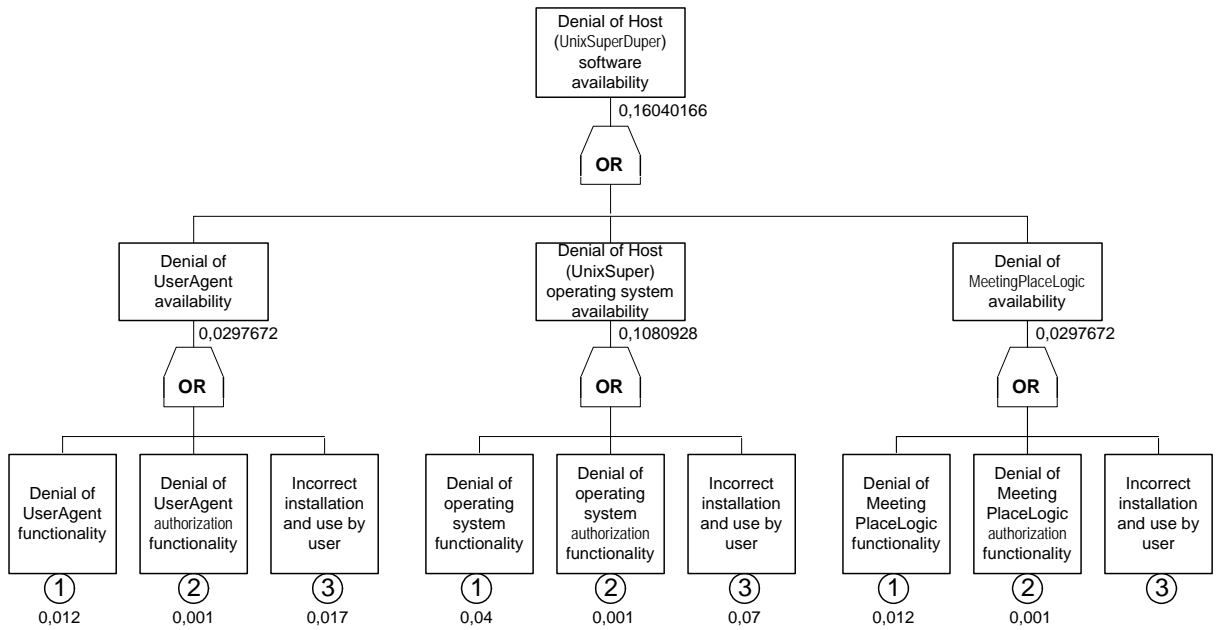 Denial of Host
(UnixSuperDuper)
software
availability
0,16040166
OR
Denial of
UserAgent
availability
0,0297672
OR
Denial of Host
(UnixSuper)
operating system
availability
0,1080928
OR
Denial of
MeetingPlaceLogic
availability
0,0297672
OR
Denial of
UserAgent
functionality
1
0,012
Denial of
UserAgent
authorization
functionality
2
0,001
Incorrect
installation
and use by
user
3
0,017
Denial of
operating
system
functionality
1
0,04
Denial of
operating
system
authorization
functionality
2
0,001
Incorrect
installation
and use by
user
3
0,07
Denial of
Meeting
PlaceLogic
functionality
1
0,012
Denial of
Meeting
PlaceLogic
authorization
functionality
2
0,001
Incorrect
installation
and use by
user
3